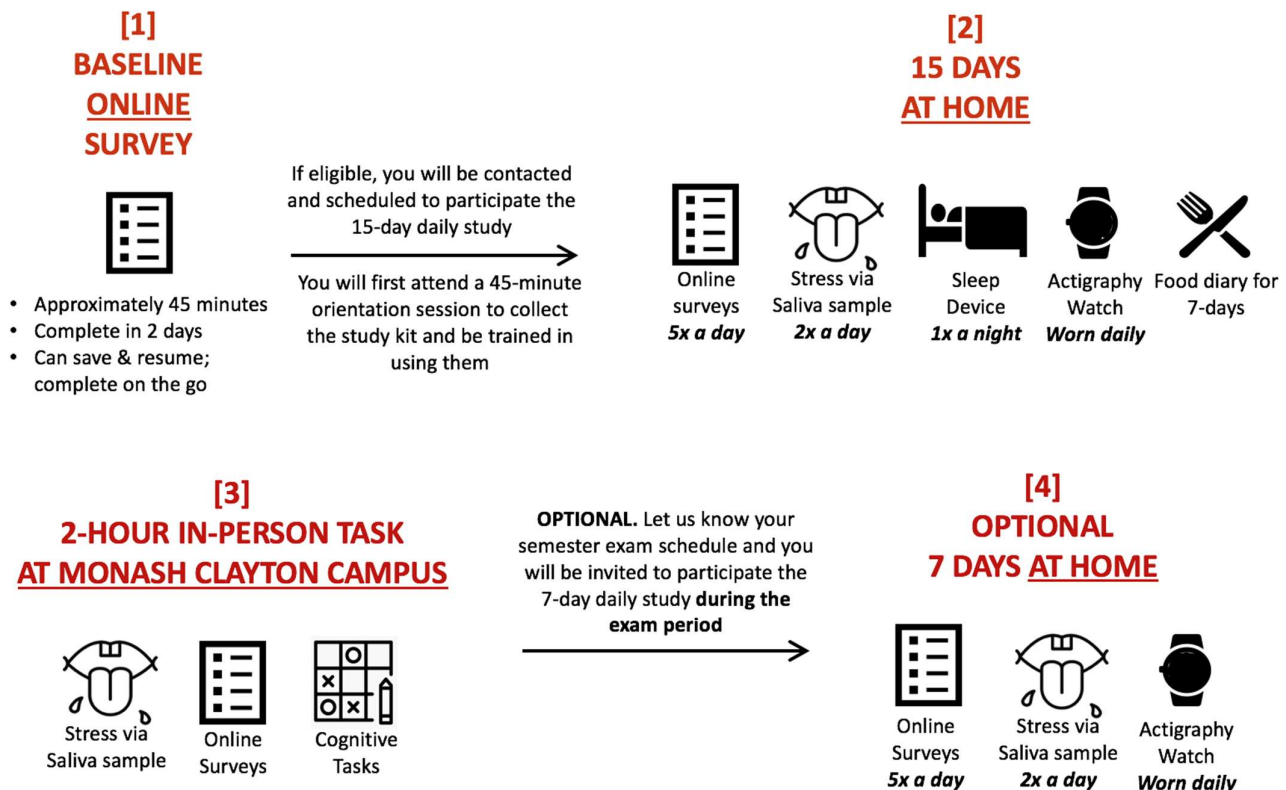 [1]
BASELINE
ONLINE
SURVEY
• Approximately 45 minutes
• Complete in 2 days
• Can save & resume;
complete on the go
If eligible, you will be contacted
and scheduled to participate the
15-day daily study
You will first attend a 45-minute
orientation session to collect
the study kit and be trained in
using them
[2]
15 DAYS
AT HOME
Online
surveys
5x a day
Stress via
Saliva sample
2x a day
Sleep
Device
1x a night
Actigraphy
Watch
Worn daily
Food diary for
7-days
[3]
2-HOUR IN-PERSON TASK
AT MONASH CLAYTON CAMPUS
Stress via
Saliva sample
Online
Surveys
Cognitive
Tasks
OPTIONAL. Let us know your
semester exam schedule and you
will be invited to participate the
7-day daily study during the
exam period
[4]
OPTIONAL
7 DAYS AT HOME
Online
Surveys
5x a day
Stress via
Saliva sample
2x a day
Actigraphy
Watch
Worn daily